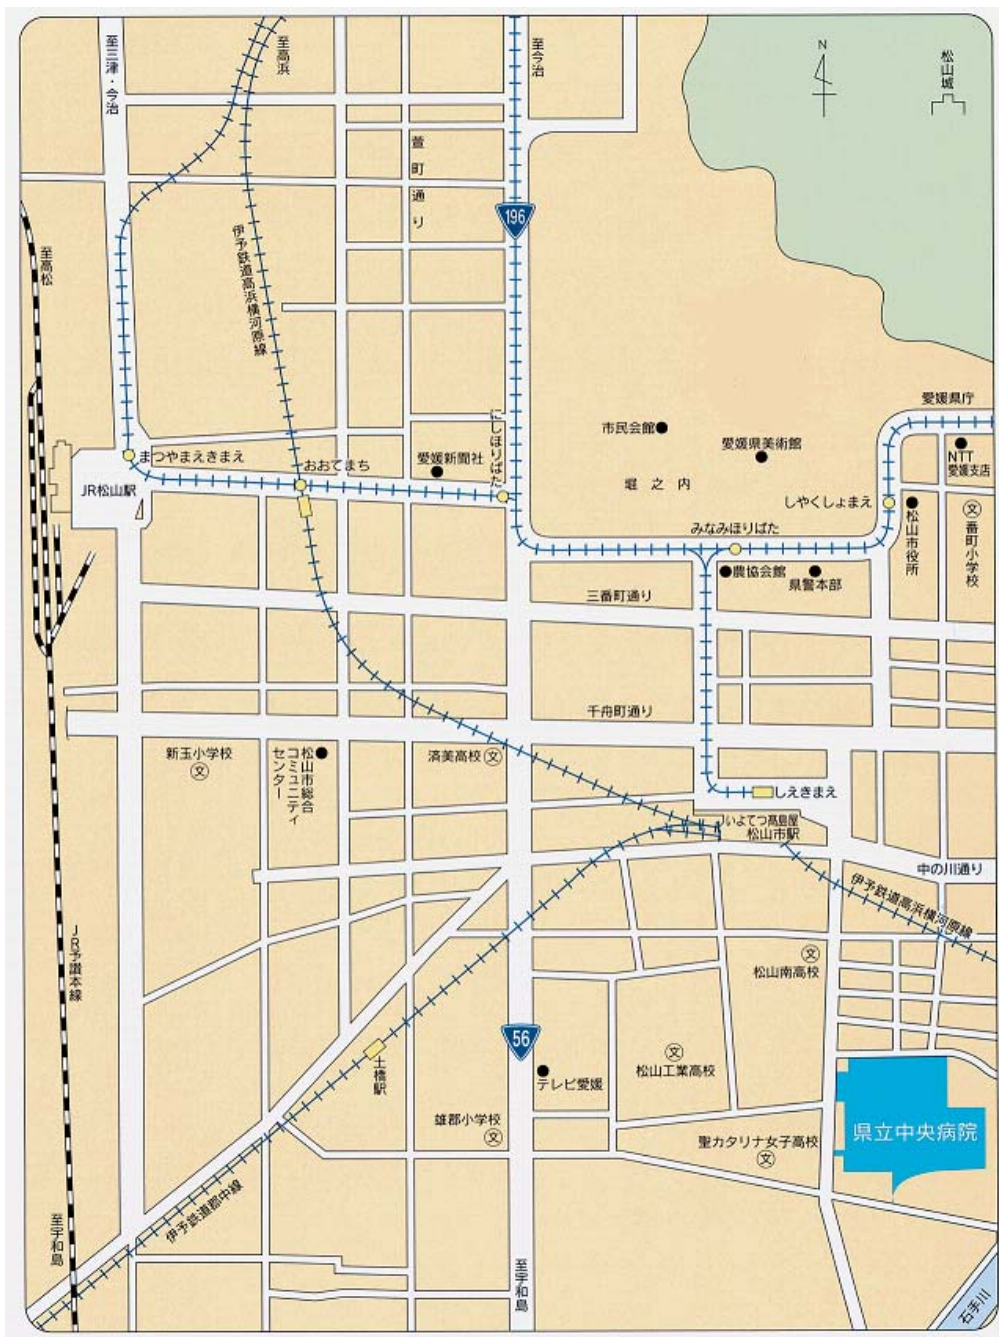 至三津・今治
至高浜
至今治
N
松山城
萱町通り
196
至高松
伊予鉄道高浜横河原線
愛媛県庁
にしほりばた
市民会館
愛媛県美術館
まつやまえきまえ
おおてまち
愛媛新聞社
NTT
愛媛支店
JR松山駅
堀之内
しやくしょまえ
松山市役所
番町小学校
文
みなみほりばた
農協会館
県警本部
三番町通り
千舟町通り
新玉小学校
文
松山市総合
コミュニティ
センター
済美高校
文
しえきまえ
いよてつ髙島屋
松山市駅
中の川通り
伊予鉄道高浜横河原線
JR予讃本線
松山南高校
文
56
土橋駅
テレビ愛媛
松山工業高校
文
雄郡小学校
文
聖カタリナ女子高校
文
県立中央病院
伊予鉄道郡中線
至宇和島
至宇和島
石手川